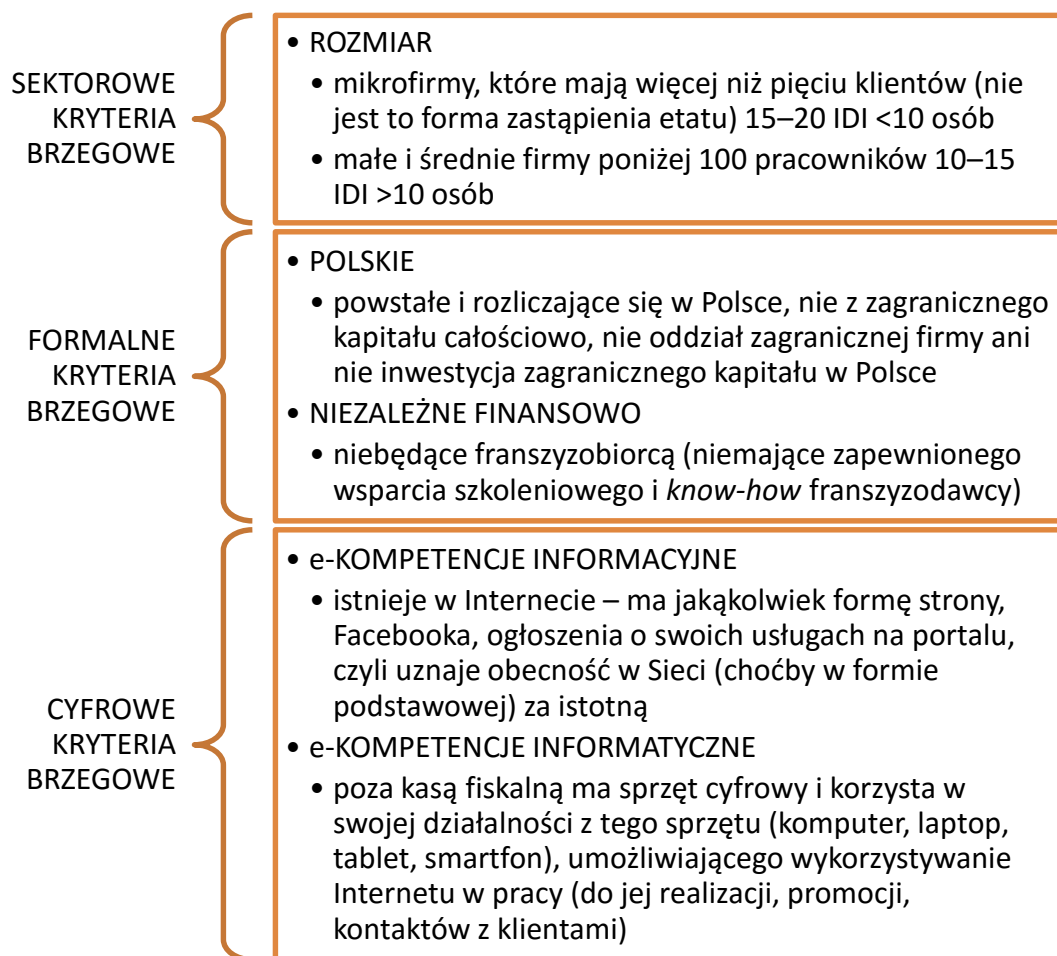 SEKTOROWE
KRYTERIA
BRZEGOWE
• ROZMIAR
• mikrofirmy, które mają więcej niż pięciu klientów (nie
jest to forma zastąpienia etatu) 15–20 IDI <10 osób
• małe i średnie firmy poniżej 100 pracowników 10–15
IDI >10 osób
FORMALNE
KRYTERIA
BRZEGOWE
• POLSKIE
• powstałe i rozliczające się w Polsce, nie z zagranicznego
kapitału całościowo, nie oddział zagranicznej firmy ani
nie inwestycja zagranicznego kapitału w Polsce
• NIEZALEŻNE FINANSOWO
• niebędące franszyzobiorcą (niemające zapewnionego
wsparcia szkoleniowego i know-how franszyzodawcy)
CYFROWE
KRYTERIA
BRZEGOWE
• e-KOMPETENCJE INFORMACYJNE
• istnieje w Internecie – ma jakąkolwiek formę strony,
Facebooka, ogłoszenia o swoich usługach na portalu,
czyli uznaje obecność w Sieci (choćby w formie
podstawowej) za istotną
• e-KOMPETENCJE INFORMATYCZNE
• poza kasą fiskalną ma sprzęt cyfrowy i korzysta w
swojej działalności z tego sprzętu (komputer, laptop,
tablet, smartfon), umożliwiającego wykorzystywanie
Internetu w pracy (do jej realizacji, promocji,
kontaktów z klientami)